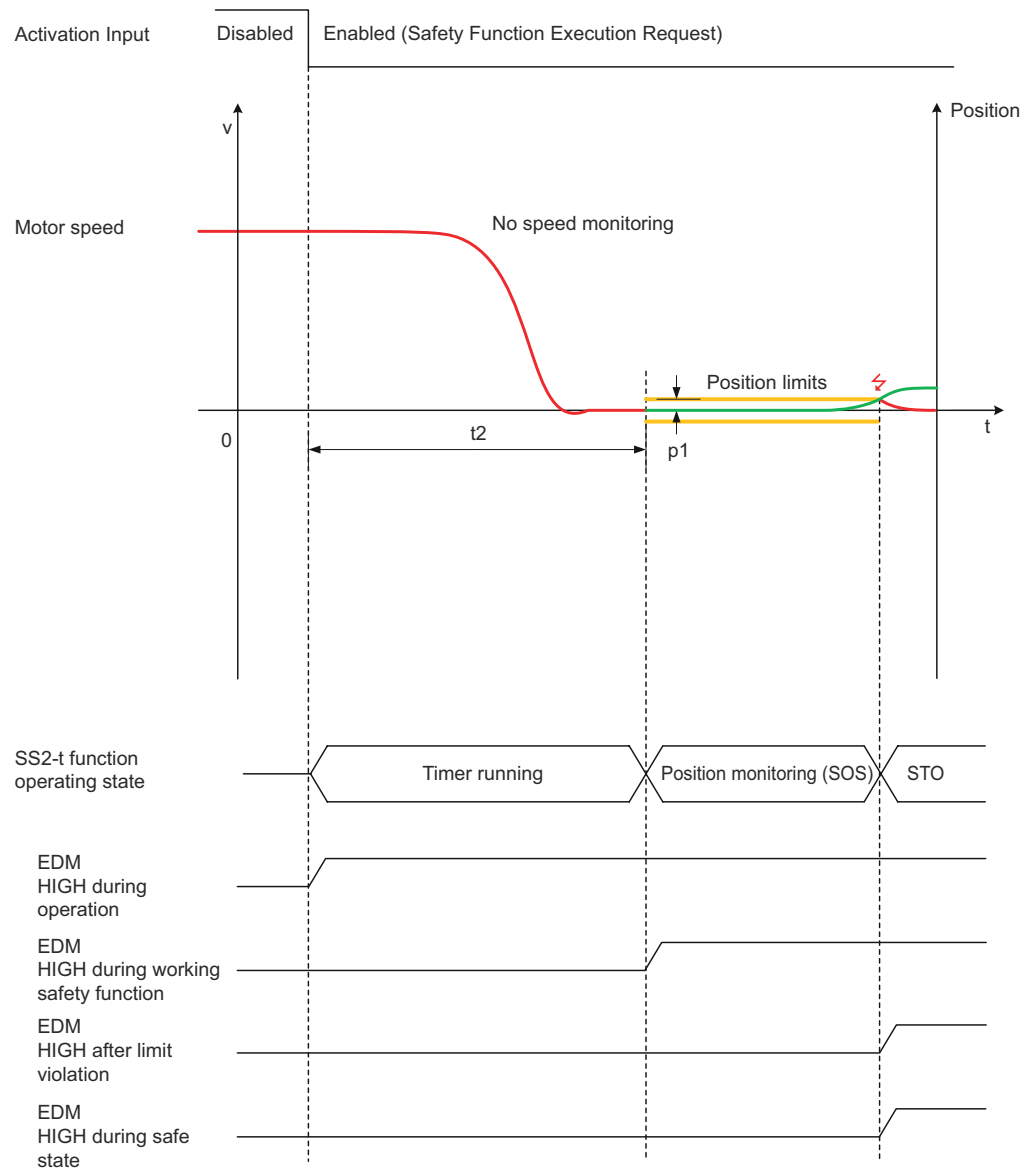 Activation Input
Disabled
Enabled (Safety Function Execution Request)
v
Position
Motor speed
No speed monitoring
Position limits
0
t2
p1
t
SS2-t function
operating state
Timer running
Position monitoring (SOS)
STO
EDM
HIGH during
operation
EDM
HIGH during working
safety function
EDM
HIGH after limit
violation
EDM
HIGH during safe
state